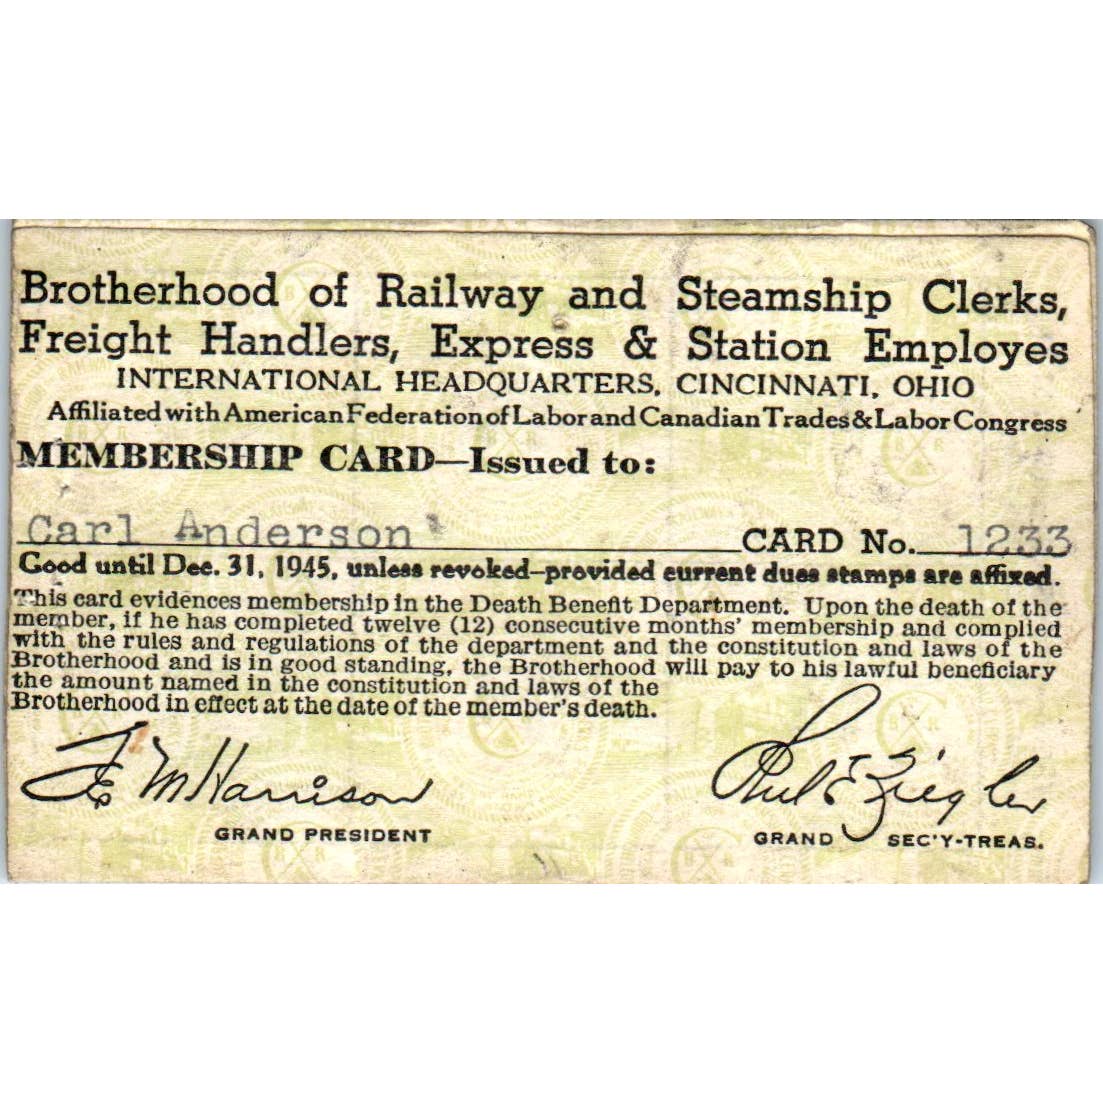 Brotherhood of Railway and Steamship Clerks,
Freight Handlers, Express & Station Employes
INTERNATIONAL HEADQUARTERS, CINCINNATI, OHIO
Affiliated with American Federation of Labor and Canadian Trades & Labor Congress
MEMBERSHIP CARD—Issued to:
Carl Anderson CARD No. 1233
Good until Dec. 31, 1945, unless revoked—provided current dues stamps are affixed.
This card evidences membership in the Death Benefit Department. Upon the death of the
member, if he has completed twelve (12) consecutive months' membership and complied
with the rules and regulations of the department and the constitution and laws of the
Brotherhood and is in good standing, the Brotherhood will pay to his lawful beneficiary
the amount named in the constitution and laws of the
Brotherhood in effect at the date of the member's death.
Geo M Harrison Phil E Ziegler
GRAND PRESIDENT GRAND SEC'Y-TREAS.